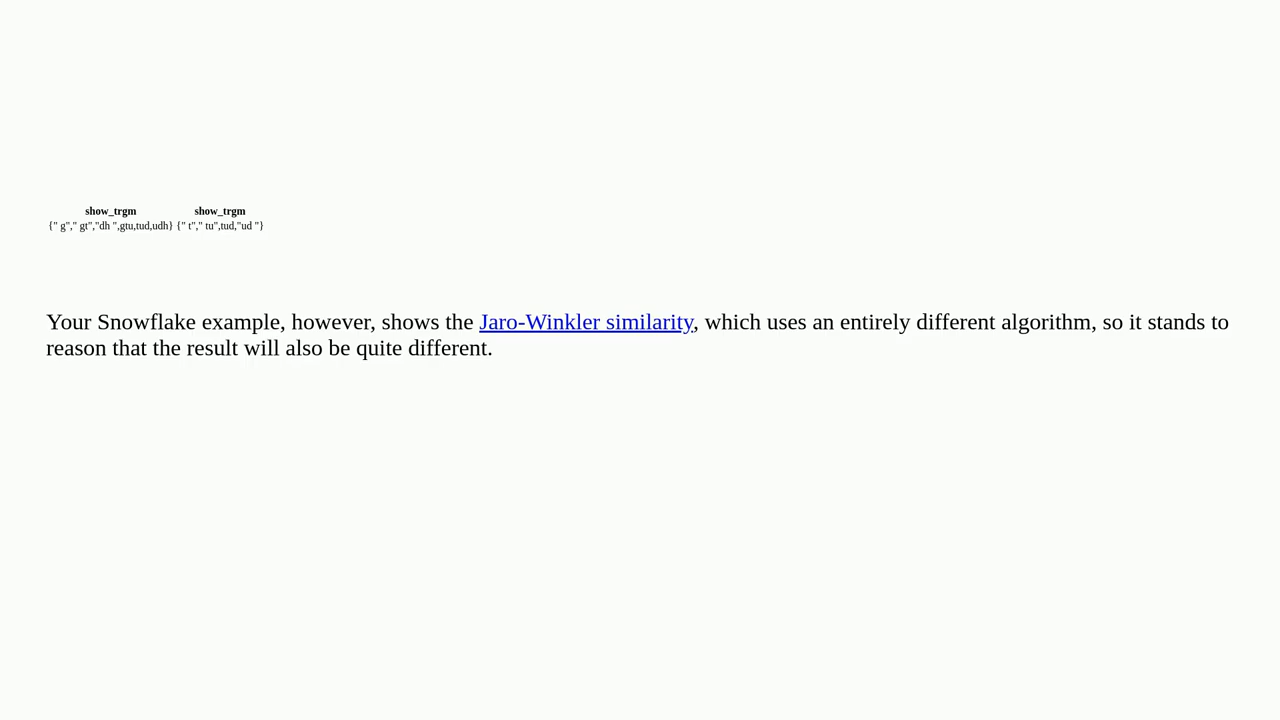 show_trgm show_trgm
{" g"," gt","dh ",gtu,tud,udh} {" t"," tu",tud,"ud "}
Your Snowflake example, however, shows the Jaro-Winkler similarity, which uses an entirely different algorithm, so it stands to
reason that the result will also be quite different.